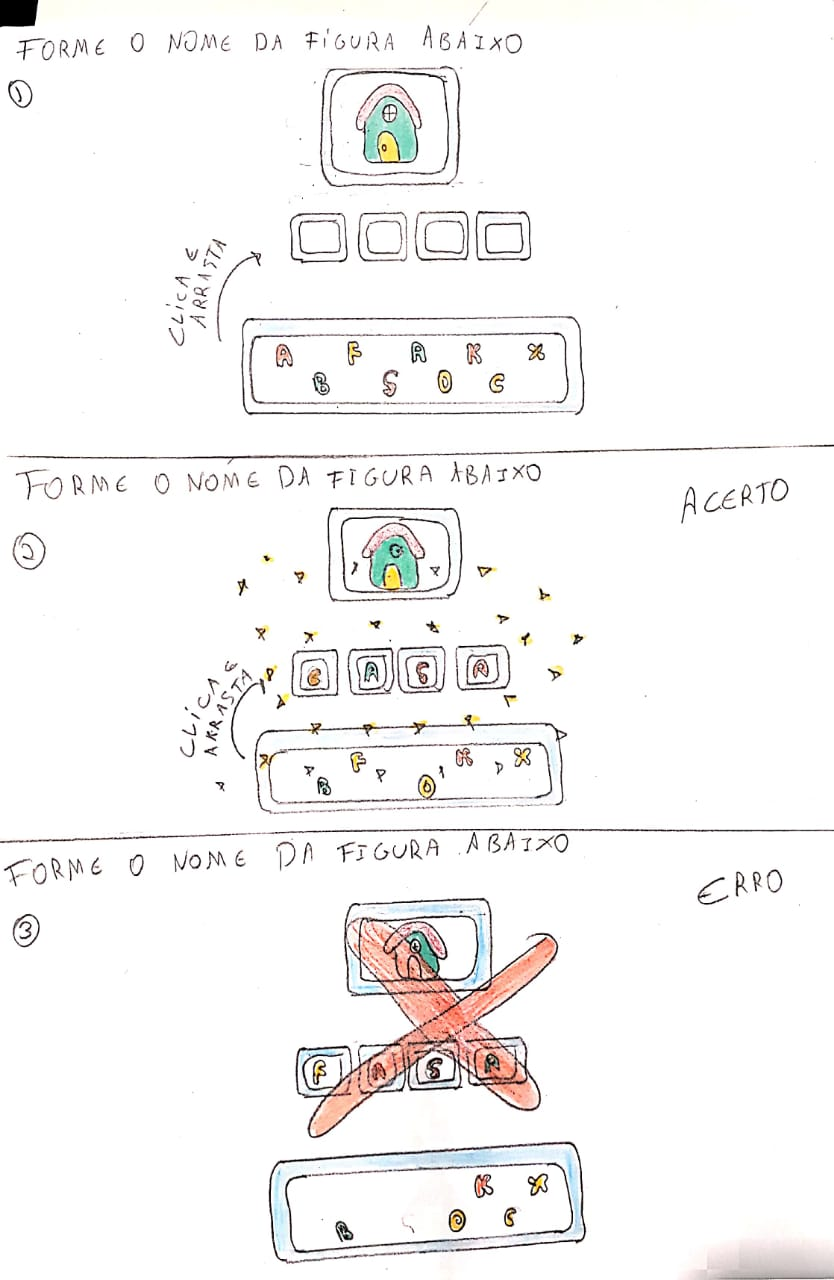 FORME O NOME DA FIGURA ABAIXO
1
CLICA E
ARRASTA
A F A K X
B S O C
FORME O NOME DA FIGURA ABAIXO
ACERTO
2
CLICA E
ARRASTA
C A S A
F K X
B O
FORME O NOME DA FIGURA ABAIXO
ERRO
3
F A S A
K X
B S O C